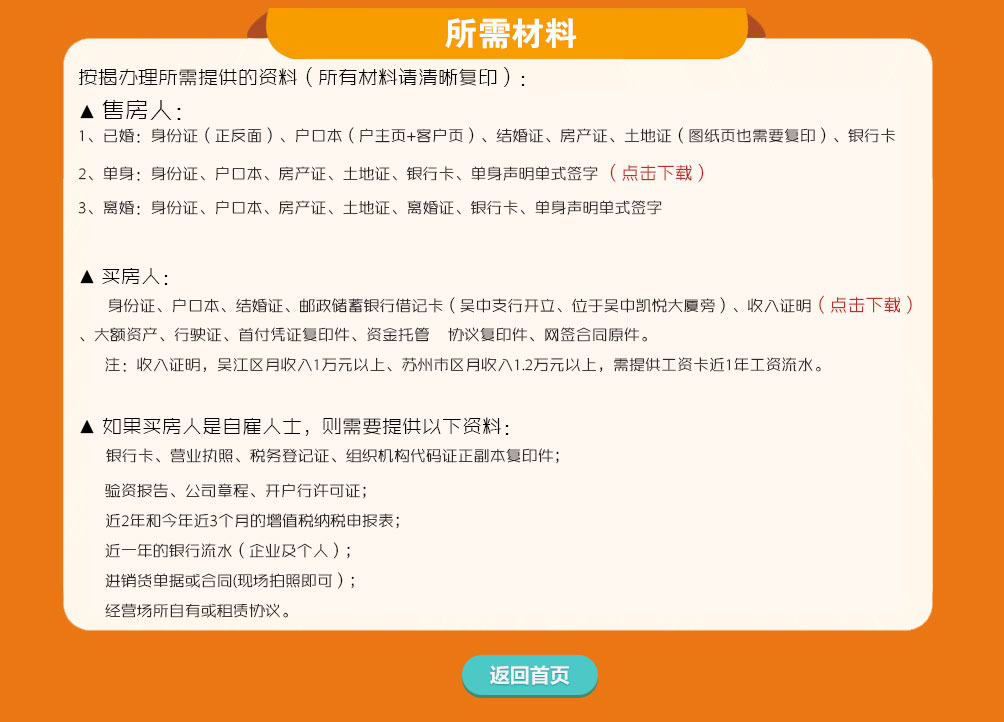 所需材料
按揭办理所需提供的资料（所有材料请清晰复印）:
▲ 售房人:
1、已婚: 身份证（正反面）、户口本（户主页+客户页）、结婚证、房产证、土地证（图纸页也需要复印）、银行卡
2、单身: 身份证、户口本、房产证、土地证、银行卡、单身声明单式签字（点击下载）
3、离婚: 身份证、户口本、房产证、土地证、离婚证、银行卡、单身声明单式签字
▲ 买房人:
身份证、户口本、结婚证、邮政储蓄银行借记卡（吴中支行开立、位于吴中凯悦大厦旁）、收入证明（点击下载）
、大额资产、行驶证、首付凭证复印件、资金托管 协议复印件、网签合同原件。
注: 收入证明，吴江区月收入1万元以上、苏州市区月收入1.2万元以上，需提供工资卡近1年工资流水。
▲ 如果买房人是自雇人士，则需要提供以下资料:
银行卡、营业执照、税务登记证、组织机构代码证正副本复印件;
验资报告、公司章程、开户行许可证;
近2年和今年近3个月的增值税纳税申报表;
近一年的银行流水（企业及个人）;
进销货单据或合同(现场拍照即可）;
经营场所自有或租赁协议。
返回首页